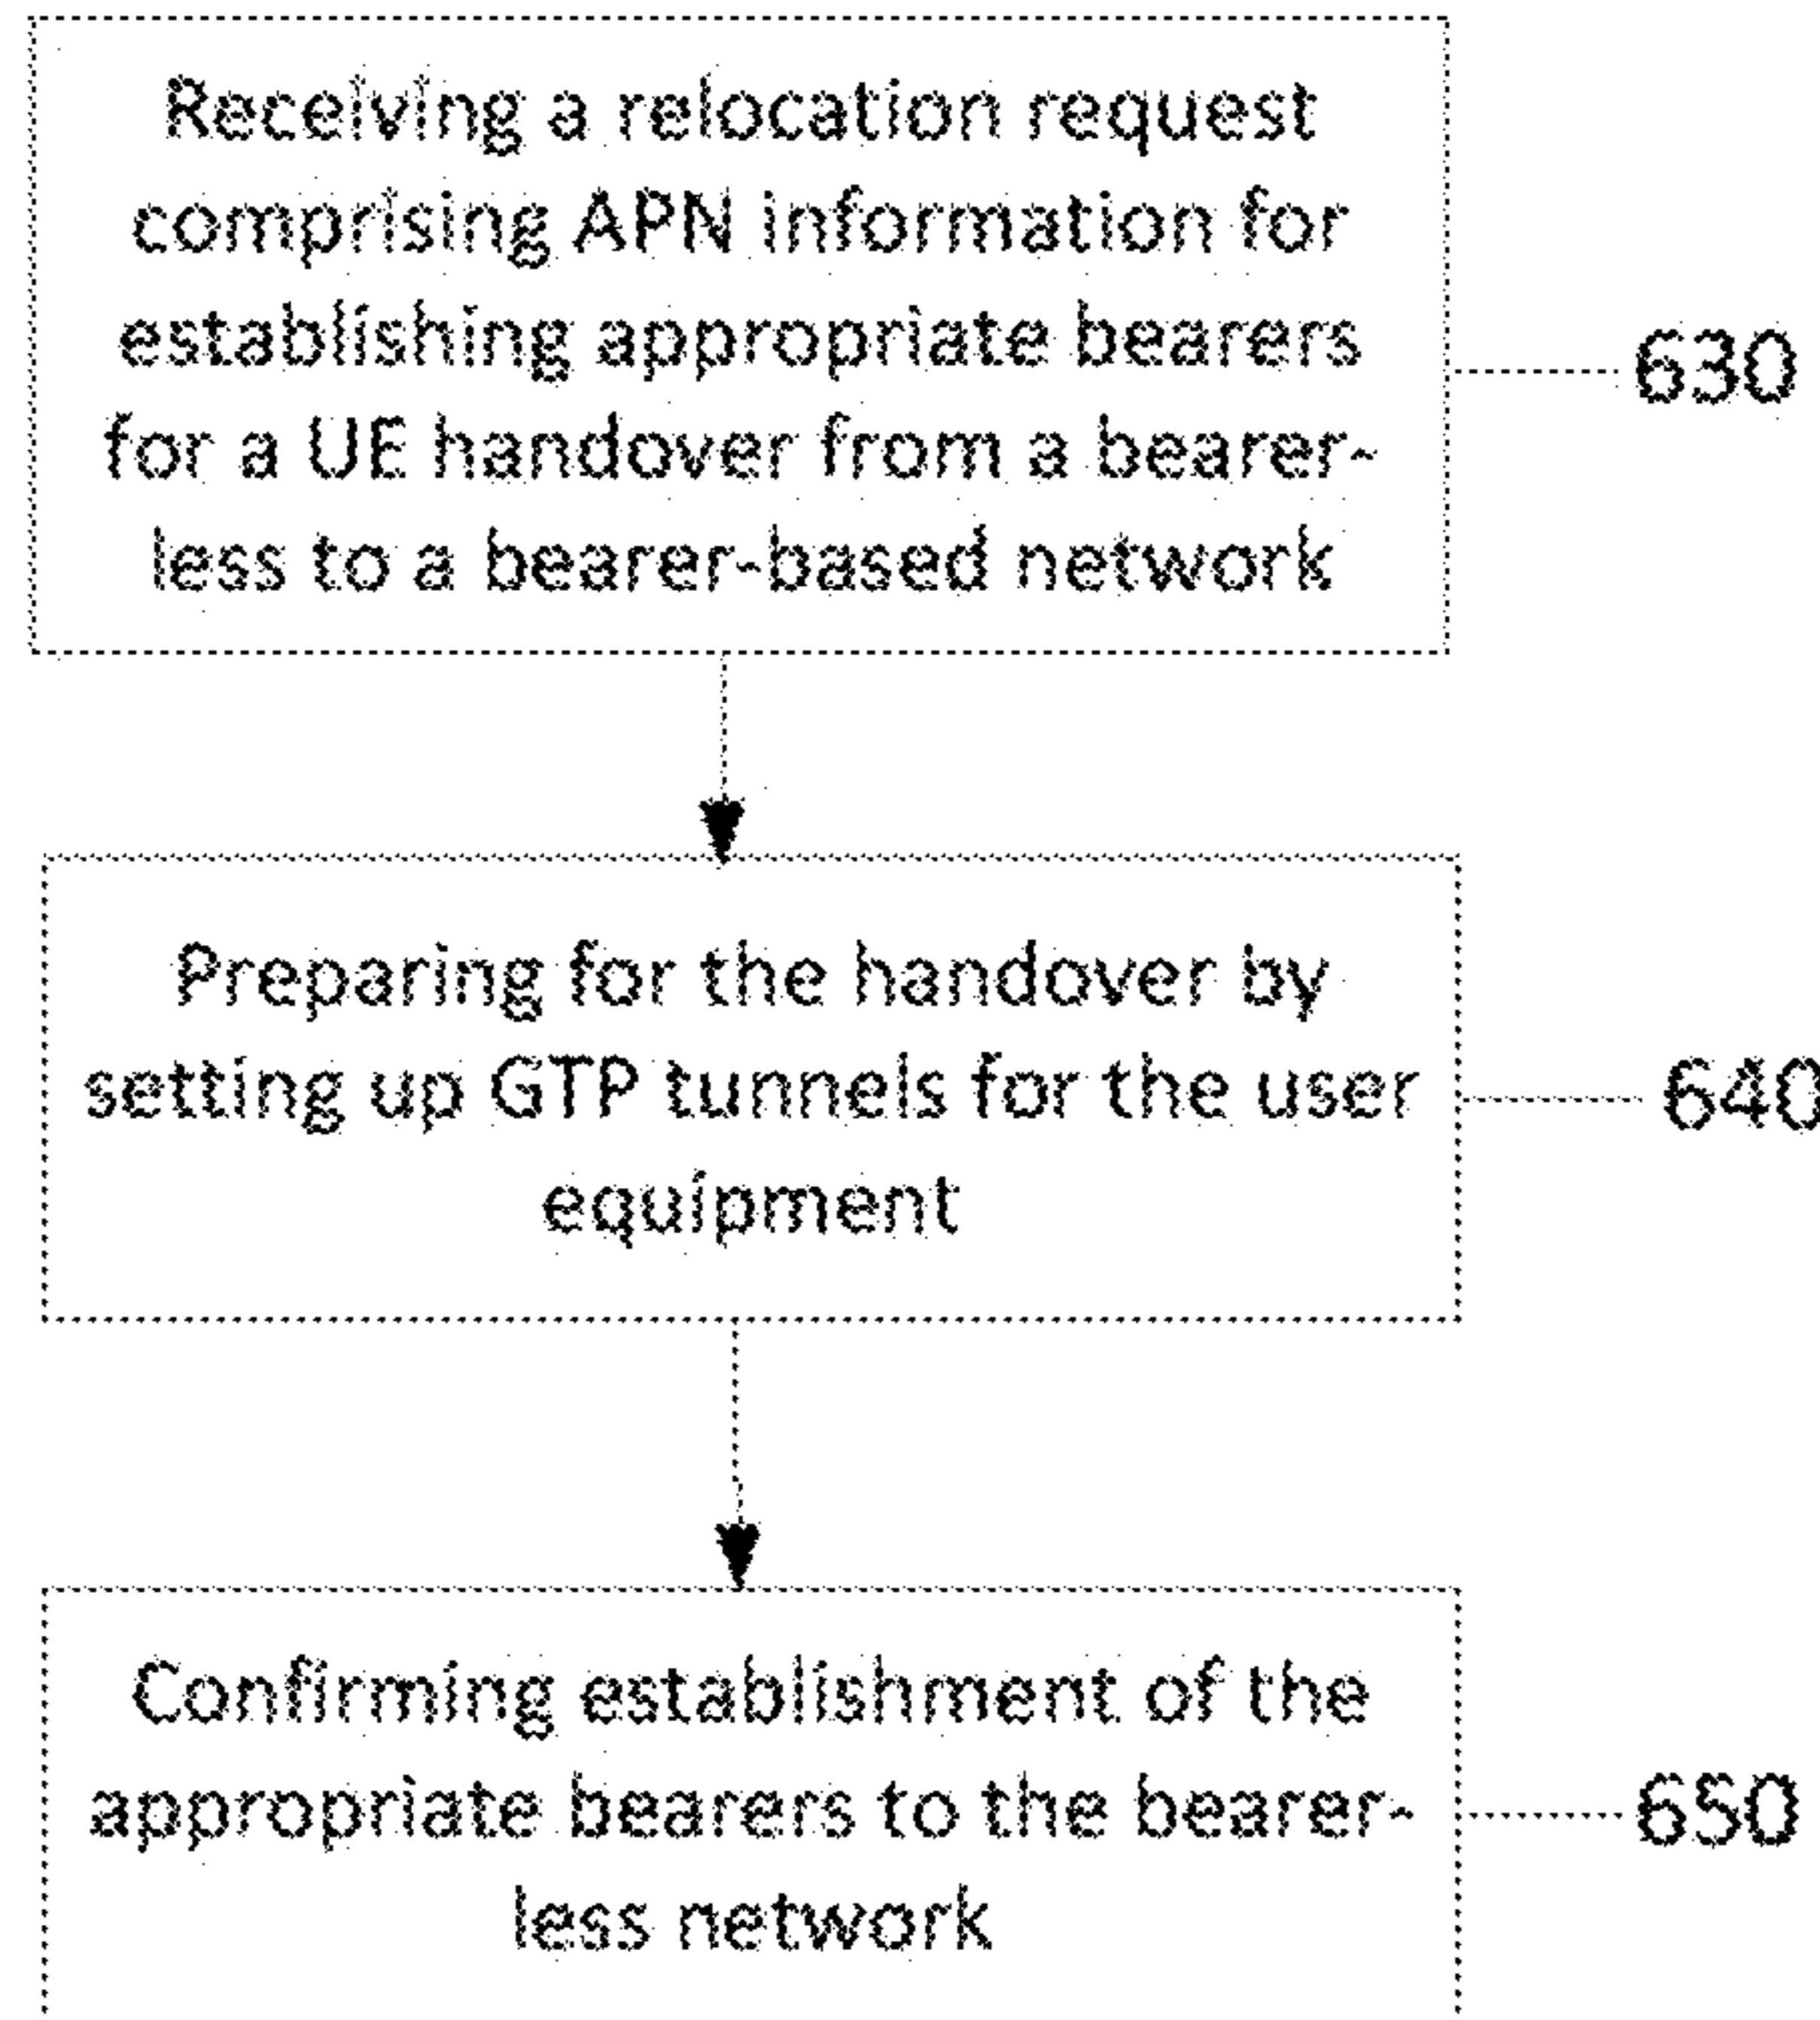 Receiving a relocation request
comprising APN information for
establishing appropriate bearers
for a UE handover from a bearer-
less to a bearer-based network
630
Preparing for the handover by
setting up GTP tunnels for the user
equipment
640
Confirming establishment of the
appropriate bearers to the bearer-
less network
650